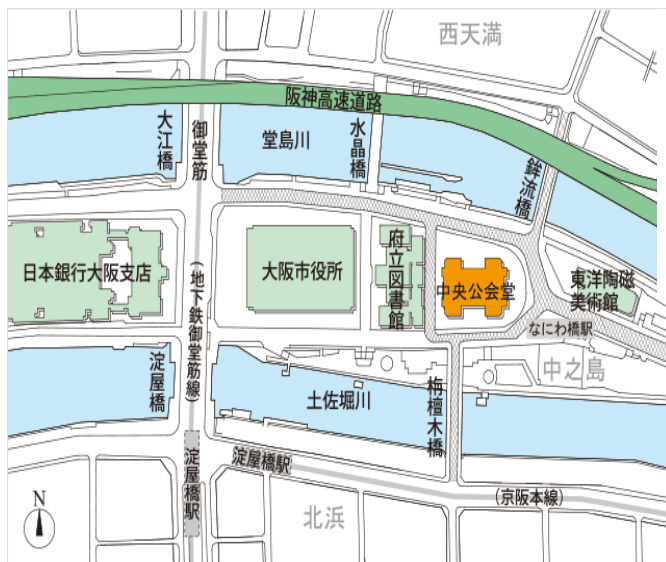 西天満
阪神高速道路
大江橋
御堂筋
堂島川
水晶橋
鉾流橋
日本銀行大阪支店
(地下鉄御堂筋線)
大阪市役所
府立図書館
中央公会堂
東洋陶磁
美術館
なにわ橋駅
中之島
淀屋橋
土佐堀川
栴檀木橋
淀屋橋駅
淀屋橋駅
(京阪本線)
北浜
N